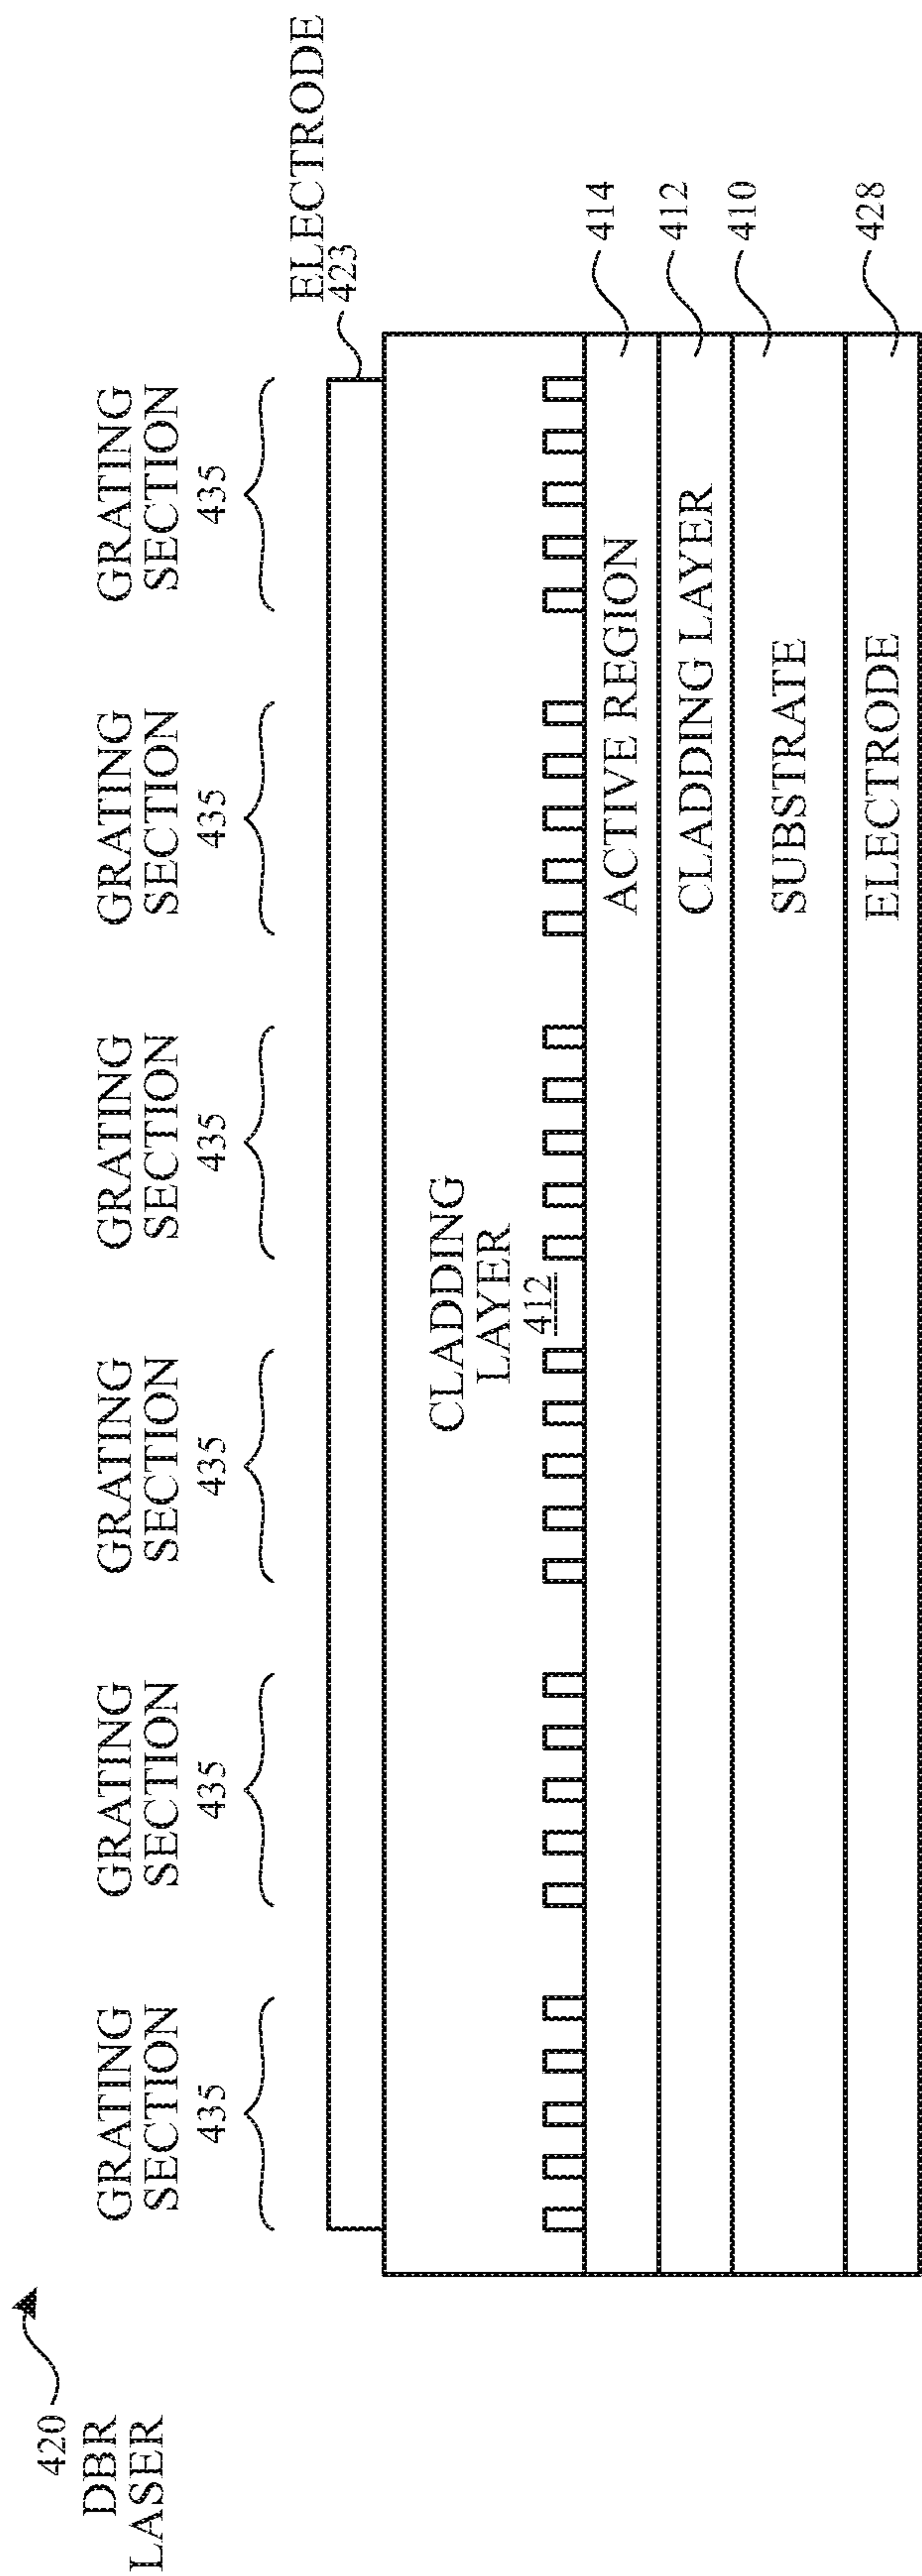 420
DBR
LASER
GRATING
SECTION
435
GRATING
SECTION
435
GRATING
SECTION
435
GRATING
SECTION
435
GRATING
SECTION
435
GRATING
SECTION
435
ELECTRODE
423
CLADDING
LAYER
412
ACTIVE REGION
414
CLADDING LAYER
412
SUBSTRATE
410
ELECTRODE
428